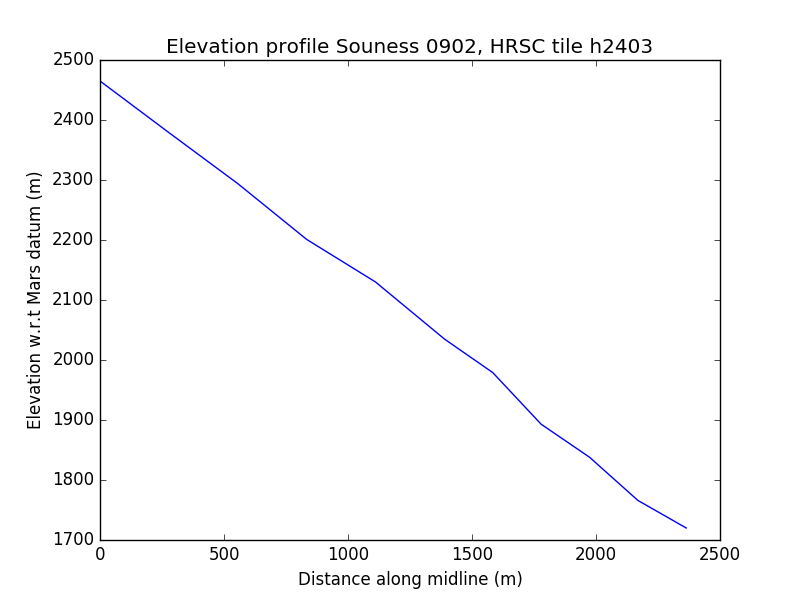 Elevation profile Souness 0902, HRSC tile h2403
2500
2400
2300
2200
2100
2000
1900
1800
1700
Elevation w.r.t Mars datum (m)
0 500 1000 1500 2000 2500
Distance along midline (m)